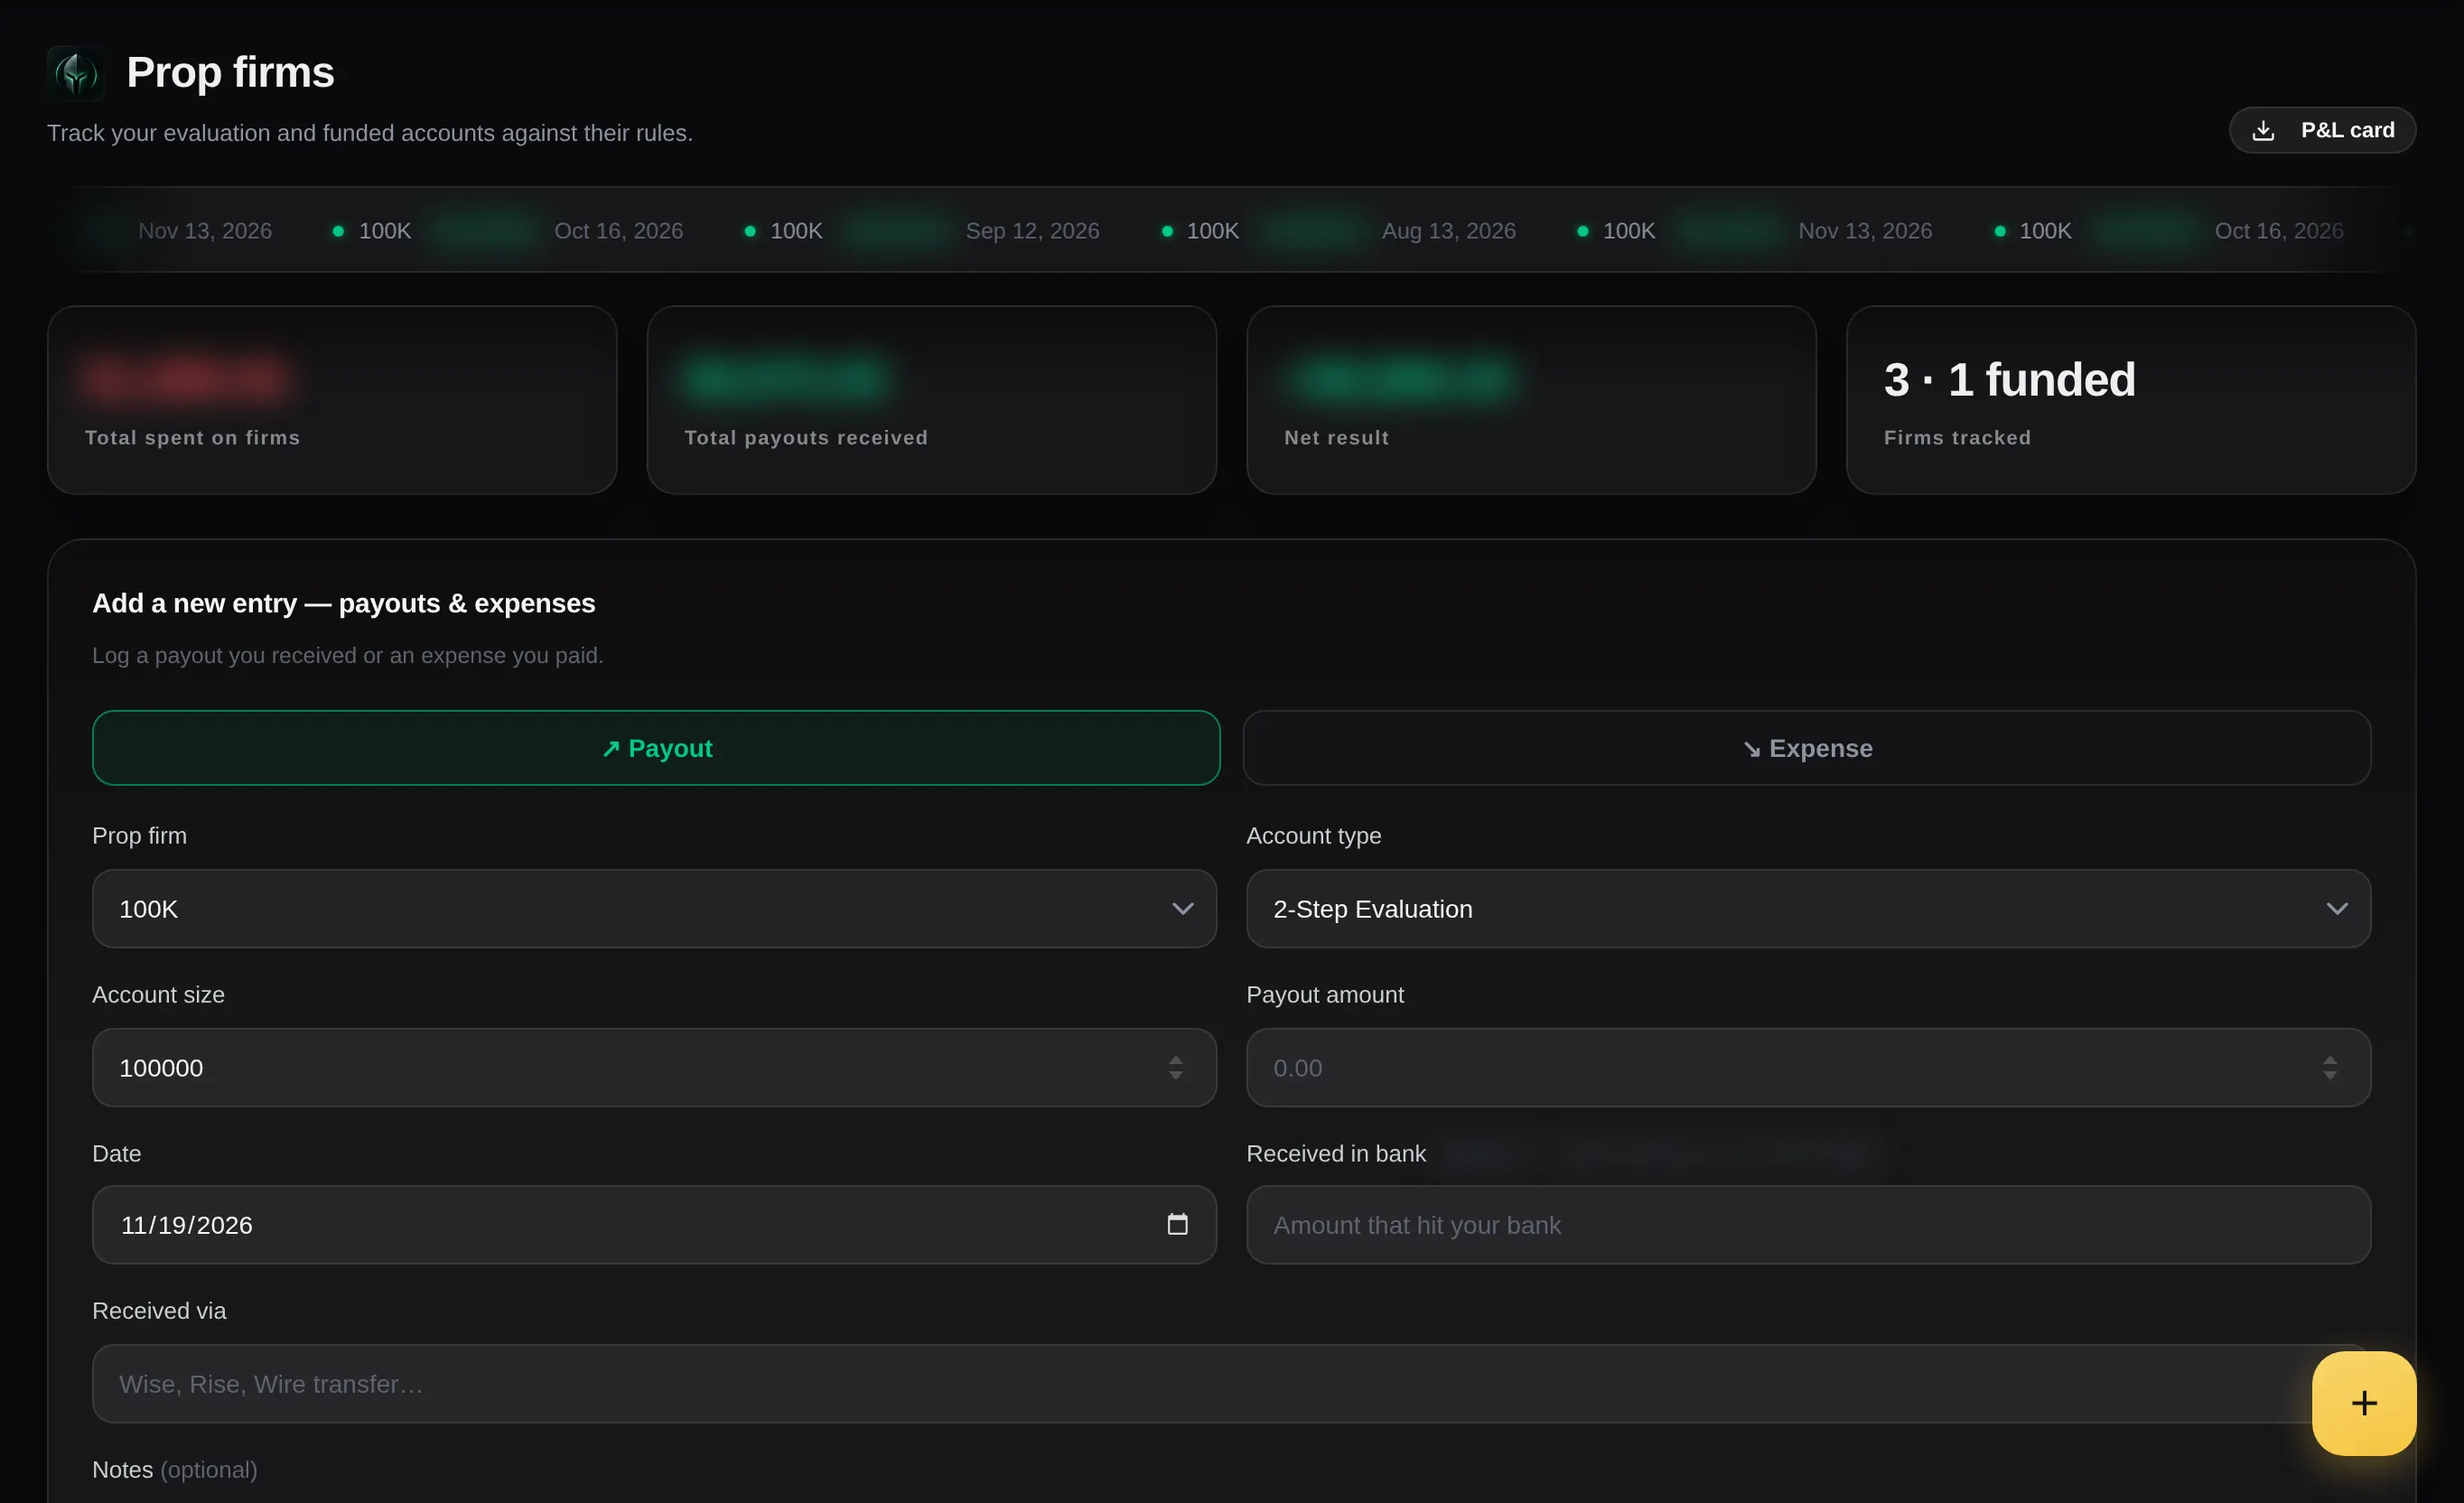 Prop firms
Track your evaluation and funded accounts against their rules.
P&L card
Nov 13, 2026 100K Oct 16, 2026 100K Sep 12, 2026 100K Aug 13, 2026 100K Nov 13, 2026 100K Oct 16, 2026
3 · 1 funded
Total spent on firms
Total payouts received
Net result
Firms tracked
Add a new entry — payouts & expenses
Log a payout you received or an expense you paid.
↗ Payout
↘ Expense
Prop firm
Account type
100K
2-Step Evaluation
Account size
Payout amount
100000
0.00
Date
Received in bank
11/19/2026
Amount that hit your bank
Received via
Wise, Rise, Wire transfer…
+
Notes (optional)